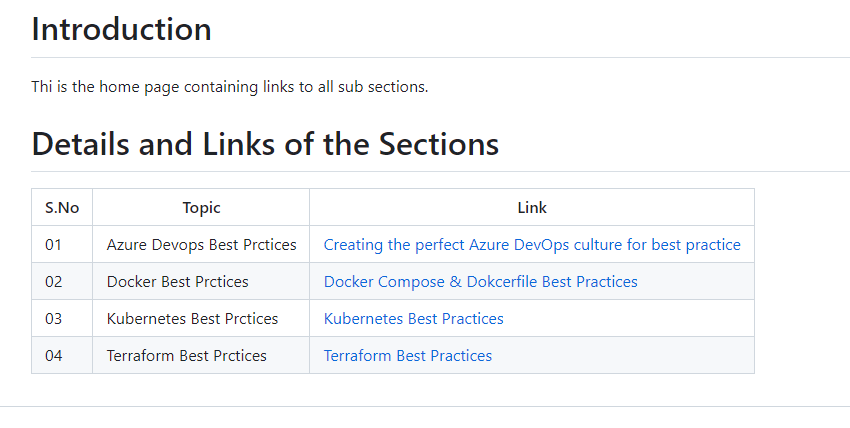 Introduction
Thi is the home page containing links to all sub sections.
Details and Links of the Sections
S.No Topic Link
01 Azure Devops Best Prctices Creating the perfect Azure DevOps culture for best practice
02 Docker Best Prctices Docker Compose & Dokcerfile Best Practices
03 Kubernetes Best Prctices Kubernetes Best Practices
04 Terraform Best Prctices Terraform Best Practices